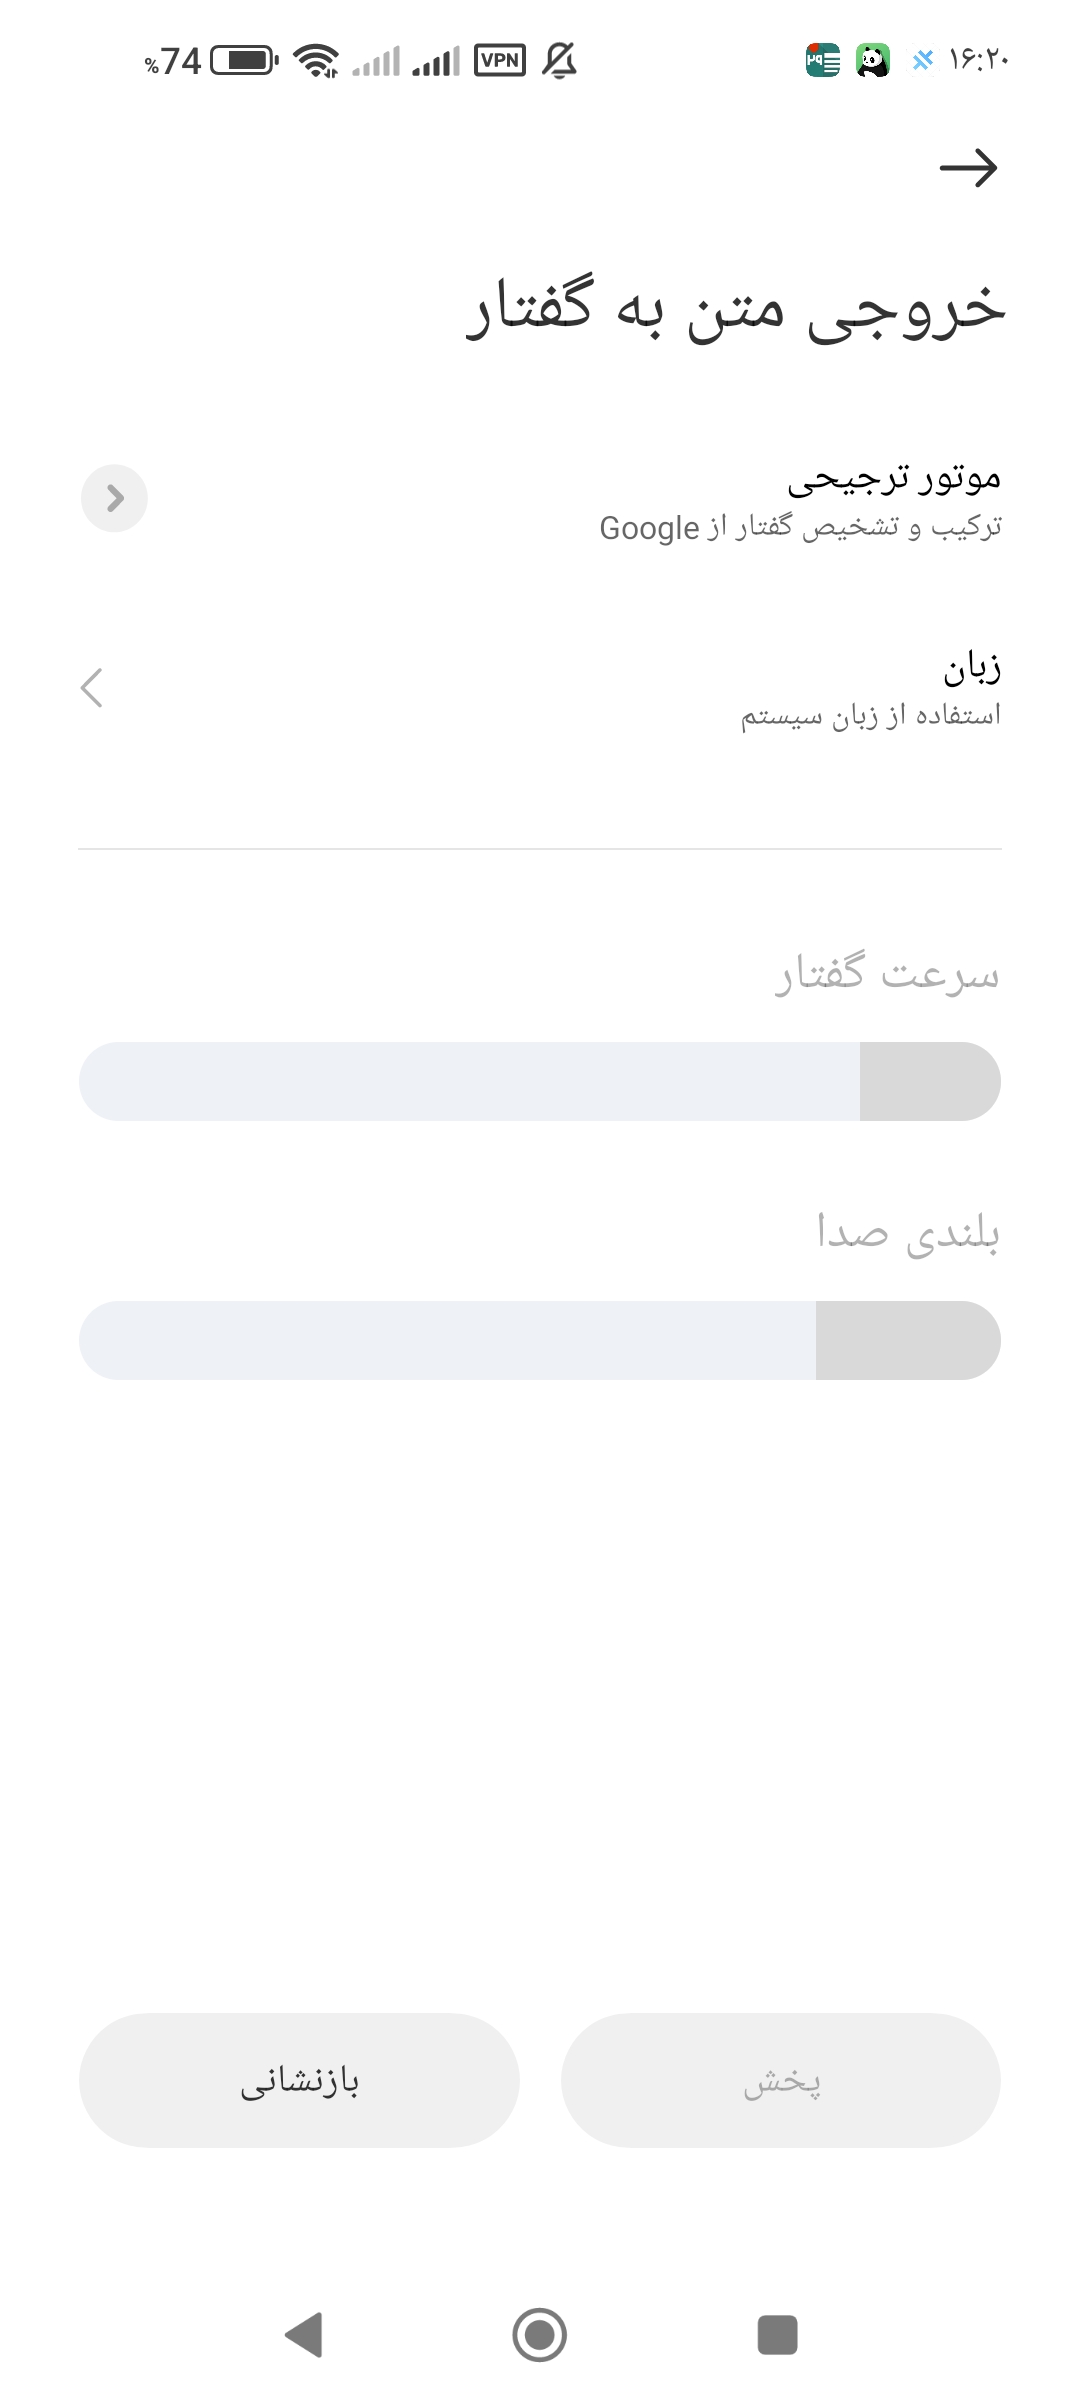 %74 VPN ۲۹ ۱۶:۲۰
خروجی متن به گفتار
موتور ترجیحی
ترکیب و تشخیص گفتار از Google
زبان
استفاده از زبان سیستم
سرعت گفتار
بلندی صدا
پخش
بازنشانی